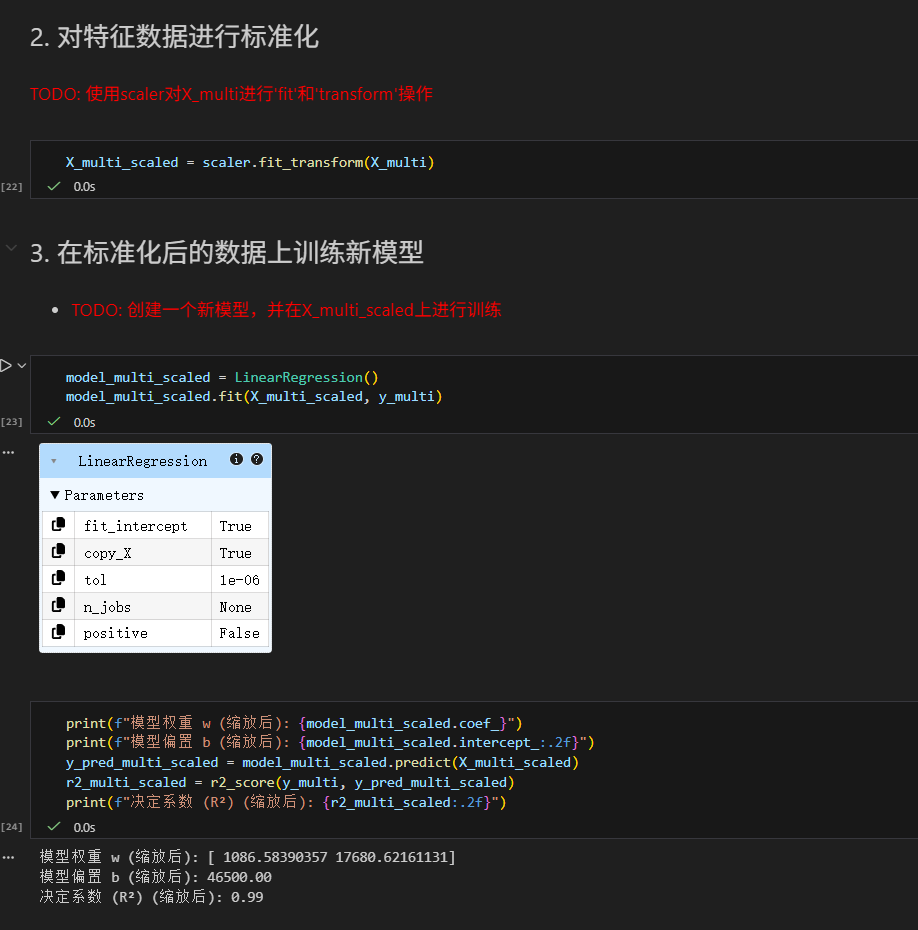 2. 对特征数据进行标准化
TODO: 使用scaler对X_multi进行'fit'和'transform'操作
X_multi_scaled = scaler.fit_transform(X_multi)
[22]
0.0s
3. 在标准化后的数据上训练新模型
• TODO: 创建一个新模型，并在X_multi_scaled上进行训练
model_multi_scaled = LinearRegression()
model_multi_scaled.fit(X_multi_scaled, y_multi)
[23]
0.0s
LinearRegression
Parameters
fit_intercept True
copy_X True
tol 1e-06
n_jobs None
positive False
print(f"模型权重 w (缩放后): {model_multi_scaled.coef_}")
print(f"模型偏置 b (缩放后): {model_multi_scaled.intercept_:.2f}")
y_pred_multi_scaled = model_multi_scaled.predict(X_multi_scaled)
r2_multi_scaled = r2_score(y_multi, y_pred_multi_scaled)
print(f"决定系数 (R²) (缩放后): {r2_multi_scaled:.2f}")
[24]
0.0s
模型权重 w (缩放后): [ 1086.58390357 17680.62161131]
模型偏置 b (缩放后): 46500.00
决定系数 (R²) (缩放后): 0.99